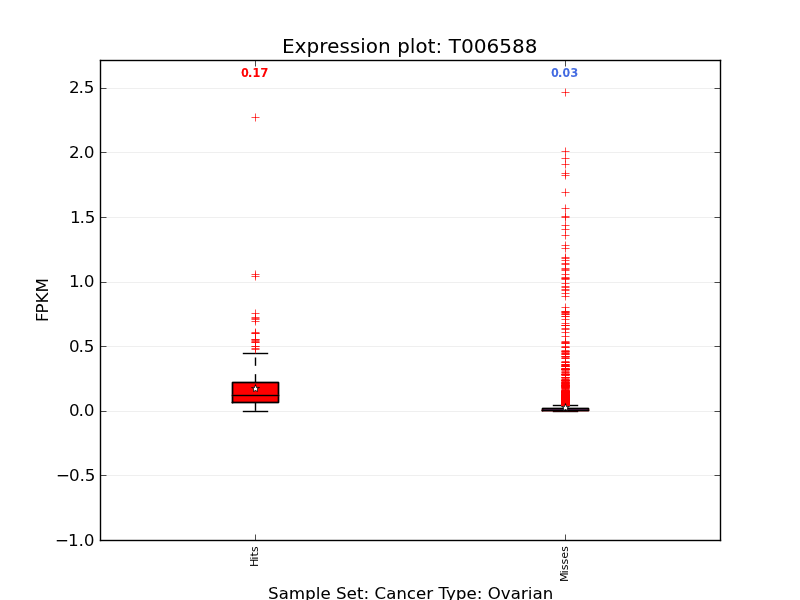 Expression plot: T006588
0.17
0.03
2.5
2.0
1.5
1.0
0.5
0.0
−0.5
−1.0
FPKM
Hits
Misses
Sample Set: Cancer Type: Ovarian